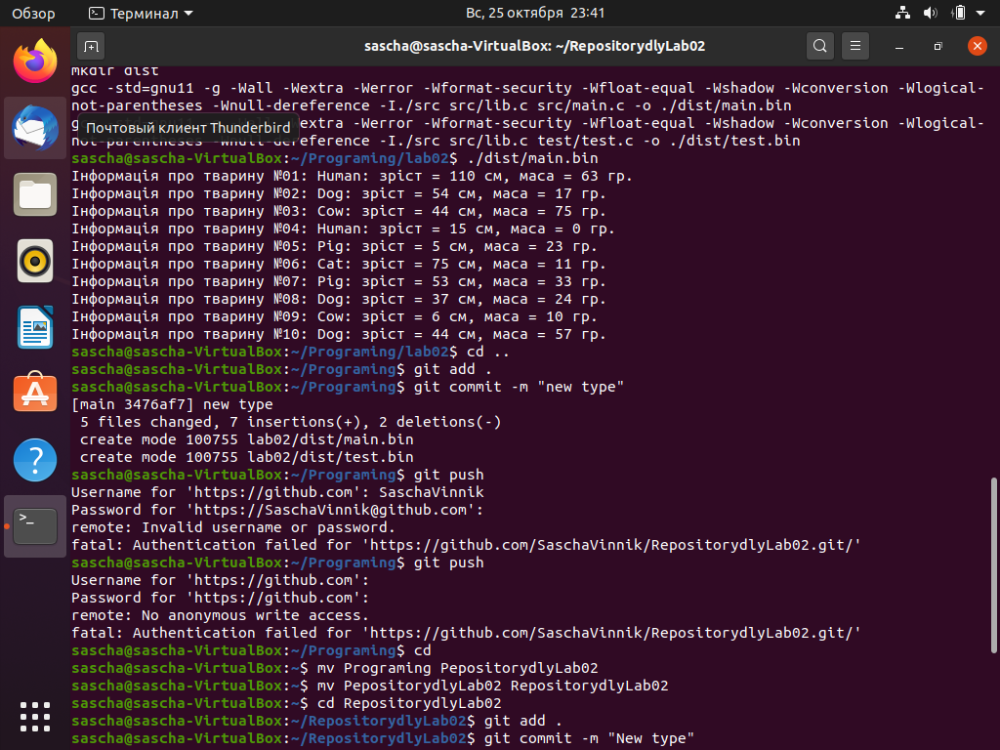 Обзор
Терминал
Вс, 25 октября 23:41
sascha@sascha-VirtualBox: ~/RepositorydlyLab02
mkdir dist
gcc -std=gnu11 -g -Wall -Wextra -Werror -Wformat-security -Wfloat-equal -Wshadow -Wconversion -Wlogical-
not-parentheses -Wnull-dereference -I./src src/lib.c src/main.c -o ./dist/main.bin
Почтовый клиент Thunderbird
extra -Werror -Wformat-security -Wfloat-equal -Wshadow -Wconversion -Wlogical-
not-parentheses -Wnull-dereference -I./src src/lib.c test/test.c -o ./dist/test.bin
sascha@sascha-VirtualBox:~/Programing/lab02$ ./dist/main.bin
Інформація про тварину №01: Human: зріст = 110 см, маса = 63 гр.
Інформація про тварину №02: Dog: зріст = 54 см, маса = 17 гр.
Інформація про тварину №03: Cow: зріст = 44 см, маса = 75 гр.
Інформація про тварину №04: Human: зріст = 15 см, маса = 0 гр.
Інформація про тварину №05: Pig: зріст = 5 см, маса = 23 гр.
Інформація про тварину №06: Cat: зріст = 75 см, маса = 11 гр.
Інформація про тварину №07: Pig: зріст = 53 см, маса = 33 гр.
Інформація про тварину №08: Dog: зріст = 37 см, маса = 24 гр.
Інформація про тварину №09: Cow: зріст = 6 см, маса = 10 гр.
Інформація про тварину №10: Dog: зріст = 44 см, маса = 57 гр.
sascha@sascha-VirtualBox:~/Programing/lab02$ cd ..
sascha@sascha-VirtualBox:~/Programing$ git add .
sascha@sascha-VirtualBox:~/Programing$ git commit -m "new type"
[main 3476af7] new type
 5 files changed, 7 insertions(+), 2 deletions(-)
 create mode 100755 lab02/dist/main.bin
 create mode 100755 lab02/dist/test.bin
sascha@sascha-VirtualBox:~/Programing$ git push
Username for 'https://github.com': SaschaVinnik
Password for 'https://SaschaVinnik@github.com':
remote: Invalid username or password.
fatal: Authentication failed for 'https://github.com/SaschaVinnik/RepositorydlyLab02.git/'
sascha@sascha-VirtualBox:~/Programing$ git push
Username for 'https://github.com':
Password for 'https://github.com':
remote: No anonymous write access.
fatal: Authentication failed for 'https://github.com/SaschaVinnik/RepositorydlyLab02.git/'
sascha@sascha-VirtualBox:~/Programing$ cd
sascha@sascha-VirtualBox:~$ mv Programing PepositorydlyLab02
sascha@sascha-VirtualBox:~$ mv PepositorydlyLab02 RepositorydlyLab02
sascha@sascha-VirtualBox:~$ cd RepositorydlyLab02
sascha@sascha-VirtualBox:~/RepositorydlyLab02$ git add .
sascha@sascha-VirtualBox:~/RepositorydlyLab02$ git commit -m "New type"